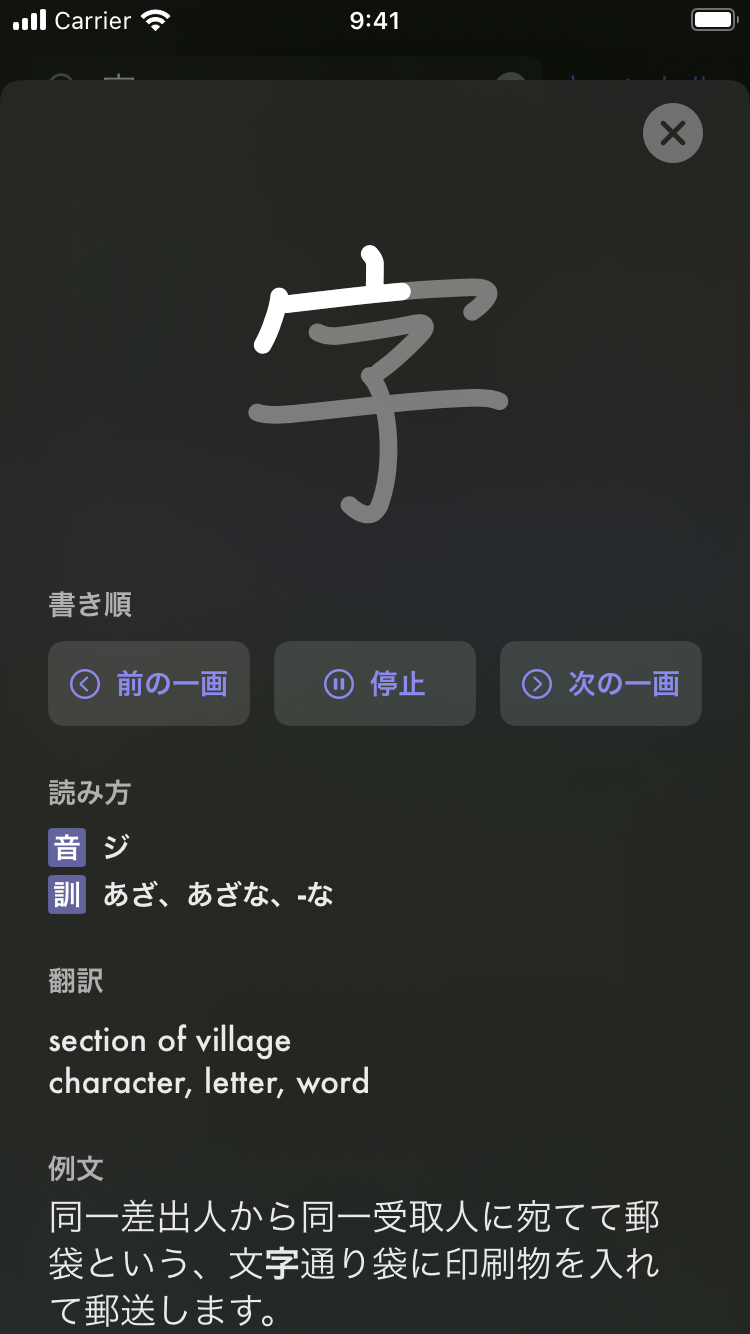 Carrier 9:41
字
書き順
前の一画 停止 次の一画
読み方
音 ジ
訓 あざ、あざな、-な
翻訳
section of village
character, letter, word
例文
同一差出人から同一受取人に宛てて郵
袋という、文字通り袋に印刷物を入れ
て郵送します。